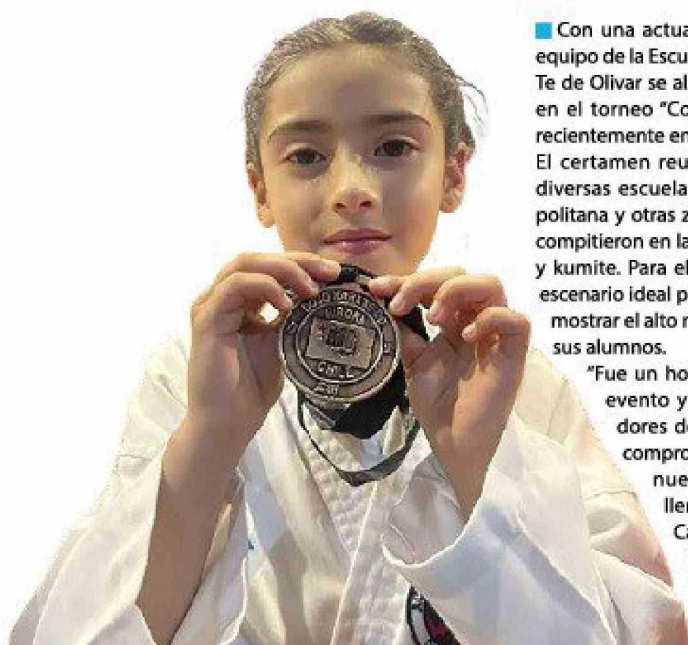 Con una actua
equipo de la Escu
Te de Olivar se al
en el torneo “Co
recientemente en
El certamen reu
diversas escuela
politana y otras z
compitieron en la
y kumite. Para el
escenario ideal p
mostrar el alto r
sus alumnos.
“Fue un ho
evento y
dores de
compro
nue
ller
Ca
CHILE